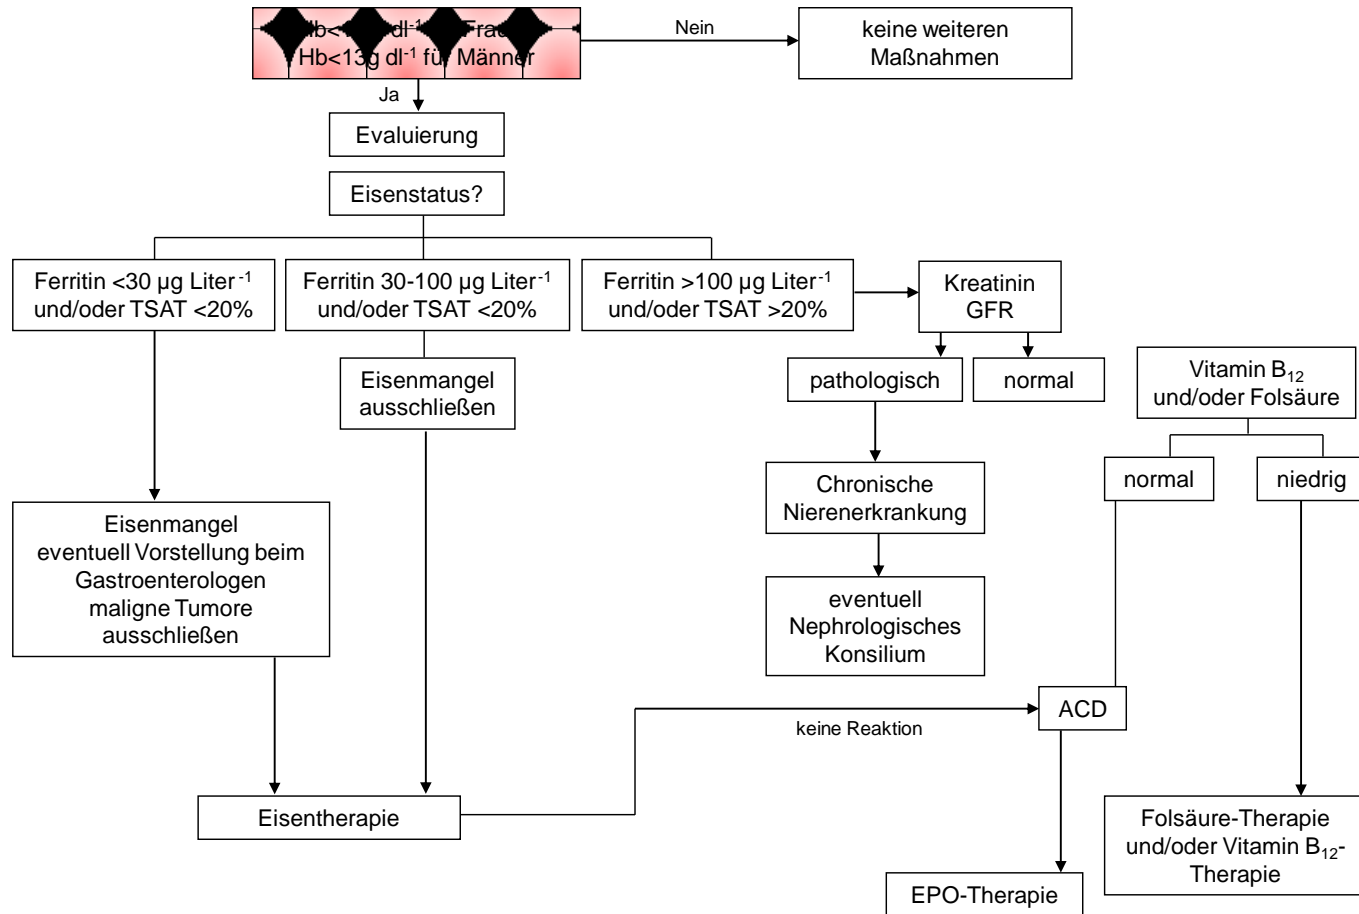 Hb<13g dl⁻¹ für Männer
Nein
keine weiteren
Maßnahmen
Ja
Evaluierung
Eisenstatus?
Ferritin <30 µg Liter⁻¹
und/oder TSAT <20%
Ferritin 30-100 µg Liter⁻¹
und/oder TSAT <20%
Ferritin >100 µg Liter⁻¹
und/oder TSAT >20%
Kreatinin
GFR
Eisenmangel
ausschließen
pathologisch
normal
Vitamin B₁₂
und/oder Folsäure
normal
niedrig
Chronische
Nierenerkrankung
Eisenmangel
eventuell Vorstellung beim
Gastroenterologen
maligne Tumore
ausschließen
eventuell
Nephrologisches
Konsilium
ACD
keine Reaktion
Eisentherapie
Folsäure-Therapie
und/oder Vitamin B₁₂-
Therapie
EPO-Therapie